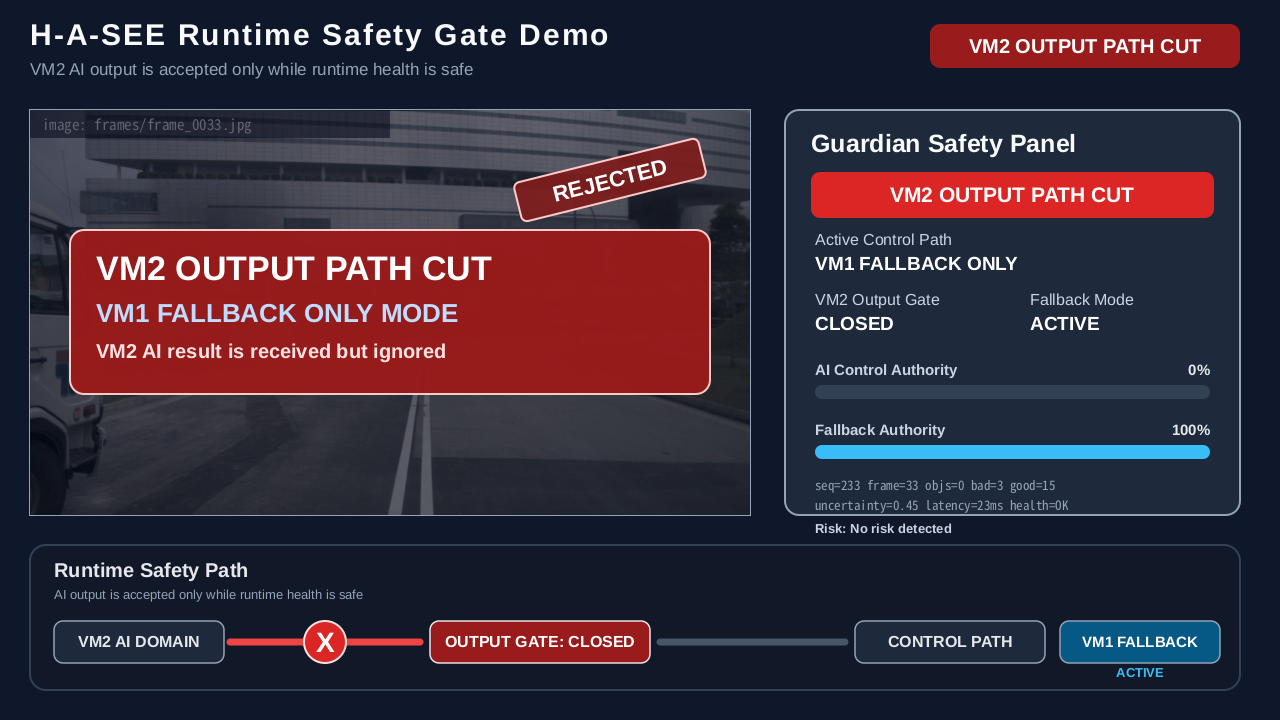 H-A-SEE Runtime Safety Gate Demo
VM2 AI output is accepted only while runtime health is safe
VM2 OUTPUT PATH CUT
image: frames/frame_0033.jpg
REJECTED
VM2 OUTPUT PATH CUT
VM1 FALLBACK ONLY MODE
VM2 AI result is received but ignored
Guardian Safety Panel
VM2 OUTPUT PATH CUT
Active Control Path
VM1 FALLBACK ONLY
VM2 Output Gate Fallback Mode
CLOSED ACTIVE
AI Control Authority 0%
Fallback Authority 100%
seq=233 frame=33 objs=0 bad=3 good=15
uncertainty=0.45 latency=23ms health=OK
Risk: No risk detected
Runtime Safety Path
AI output is accepted only while runtime health is safe
VM2 AI DOMAIN X OUTPUT GATE: CLOSED CONTROL PATH VM1 FALLBACK
ACTIVE